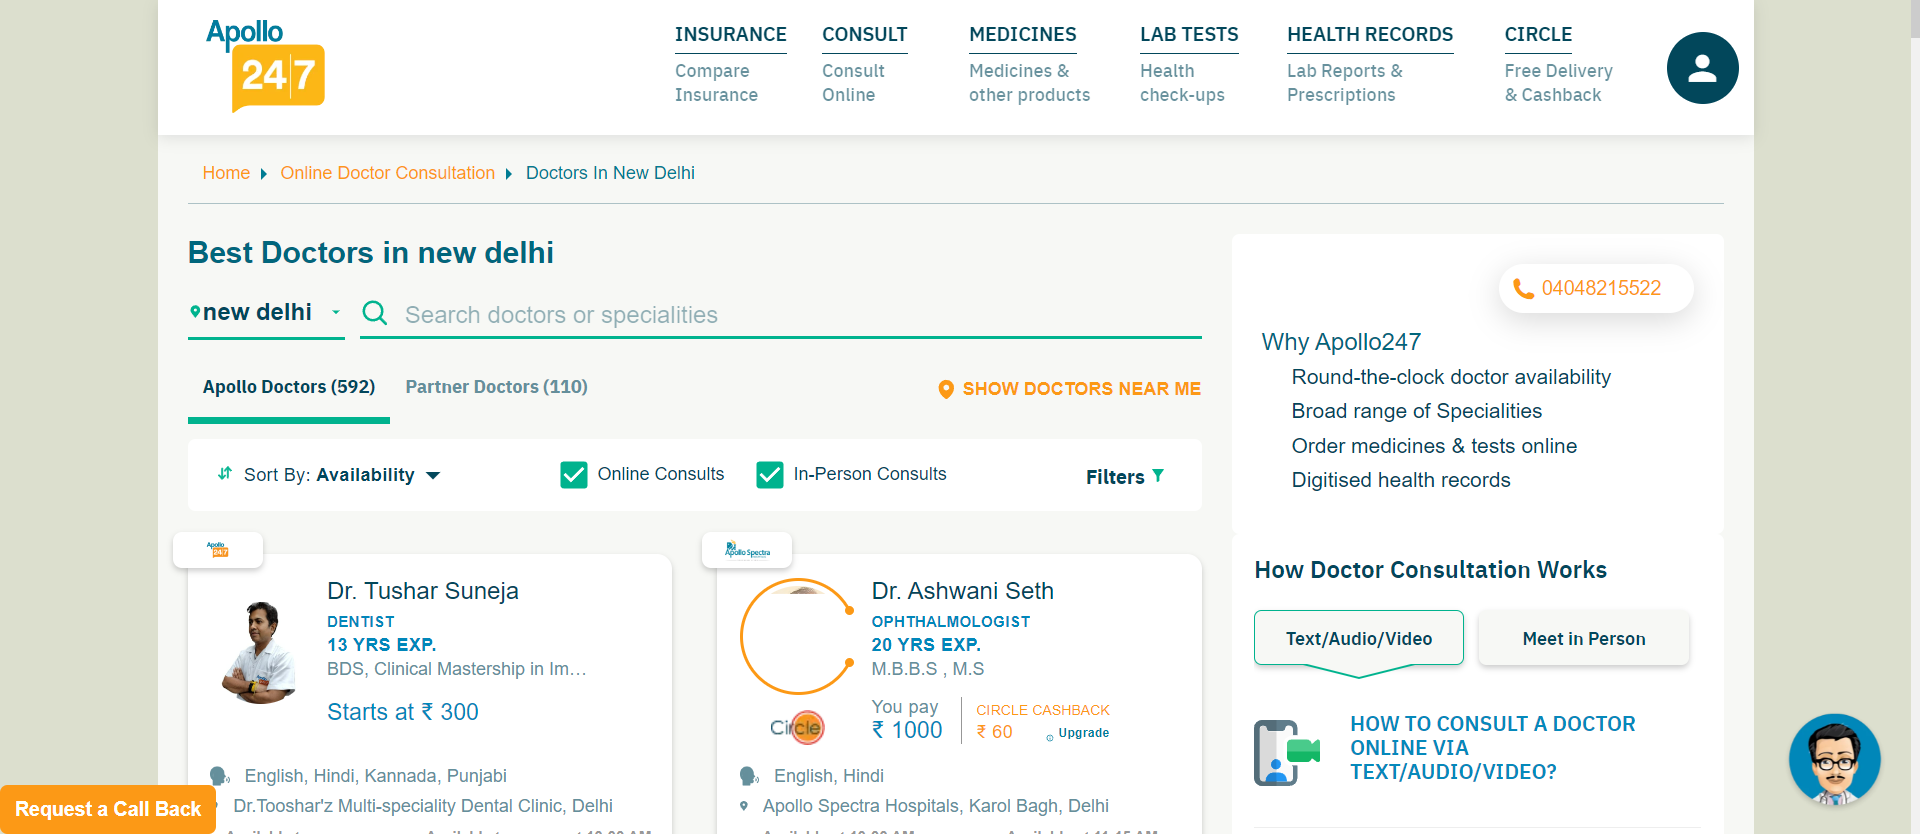 Apollo
24|7
INSURANCE
Compare
Insurance
CONSULT
Consult
Online
MEDICINES
Medicines &
other products
LAB TESTS
Health
check-ups
HEALTH RECORDS
Lab Reports &
Prescriptions
CIRCLE
Free Delivery
& Cashback
Home
Online Doctor Consultation
Doctors In New Delhi
Best Doctors in new delhi
new delhi
Search doctors or specialities
Apollo Doctors (592)
Partner Doctors (110)
SHOW DOCTORS NEAR ME
Sort By: Availability
Online Consults
In-Person Consults
Filters
Apollo
24|7
Dr. Tushar Suneja
DENTIST
13 YRS EXP.
BDS, Clinical Mastership in Im...
Starts at ₹ 300
English, Hindi, Kannada, Punjabi
Dr.Tooshar'z Multi-speciality Dental Clinic, Delhi
Apollo Spectra
Dr. Ashwani Seth
OPHTHALMOLOGIST
20 YRS EXP.
M.B.B.S , M.S
Circle
You pay
₹ 1000
CIRCLE CASHBACK
₹ 60
Upgrade
English, Hindi
Apollo Spectra Hospitals, Karol Bagh, Delhi
04048215522
Why Apollo247
Round-the-clock doctor availability
Broad range of Specialities
Order medicines & tests online
Digitised health records
How Doctor Consultation Works
Text/Audio/Video
Meet in Person
HOW TO CONSULT A DOCTOR
ONLINE VIA
TEXT/AUDIO/VIDEO?
Request a Call Back